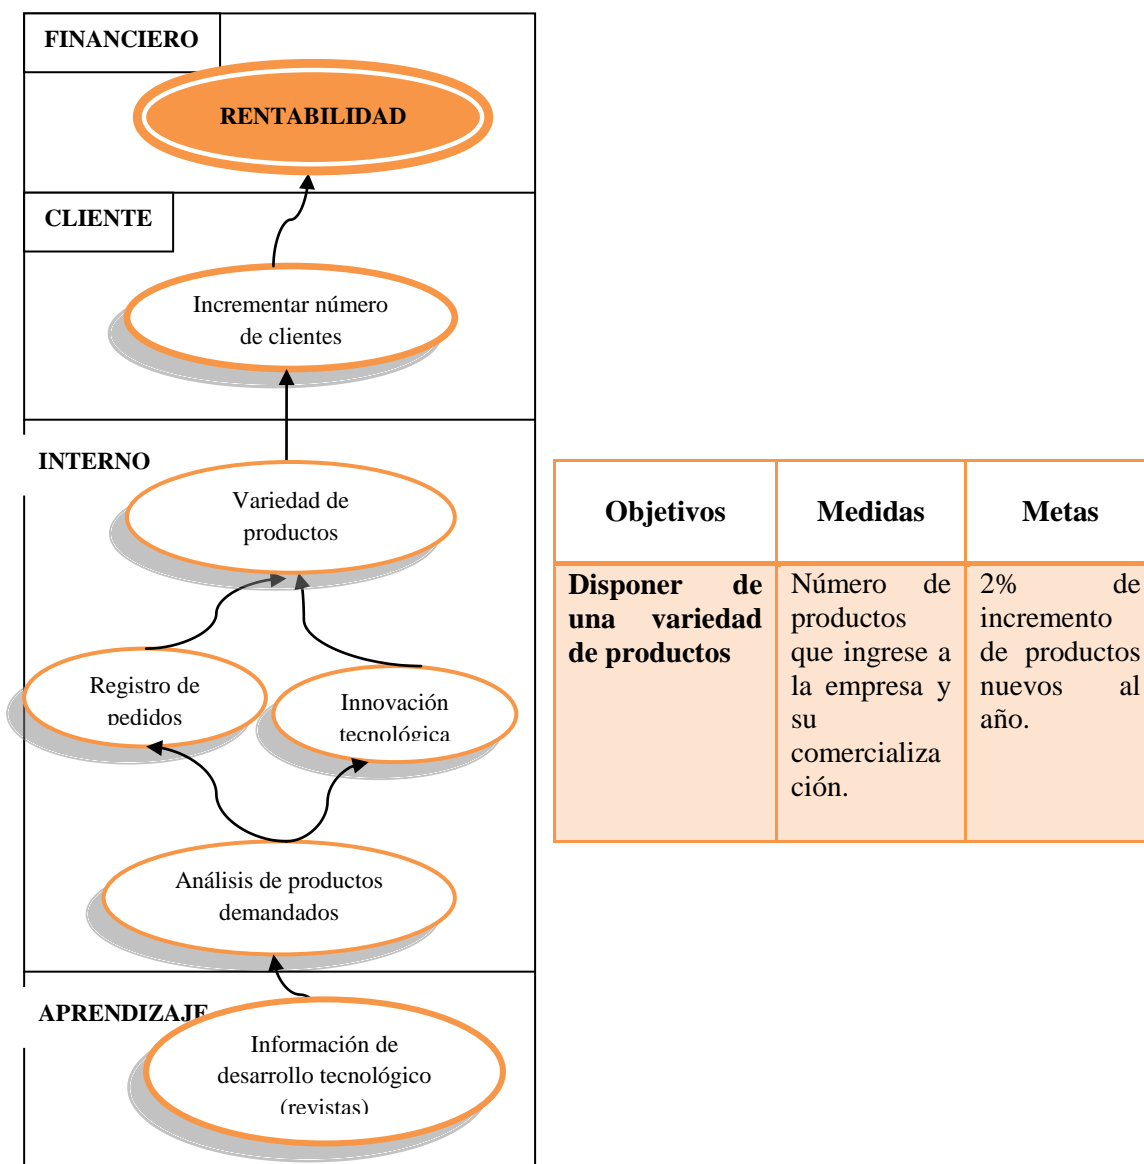 FINANCIERO
RENTABILIDAD
CLIENTE
Incrementar número
de clientes
INTERNO
Variedad de
productos
Registro de
pedidos
Innovación
tecnológica
Análisis de productos
demandados
APRENDIZAJE
Información de
desarrollo tecnológico
(revistas)
Objetivos
Medidas
Metas
Disponer de
una variedad
de productos
Número de
productos
que ingrese a
la empresa y
su
comercializa
ción.
2% de
incremento
de productos
nuevos al
año.